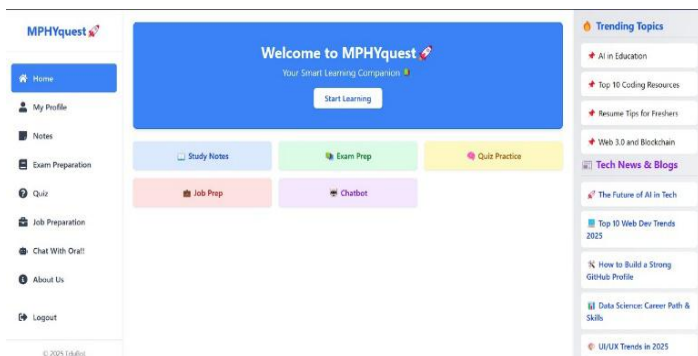 MPHYquest
Home
My Profile
Notes
Exam Preparation
Quiz
Job Preparation
Chat With Ora!!
About Us
Logout
© 2025 EduBot
Welcome to MPHYquest
Your Smart Learning Companion
Start Learning
Study Notes
Exam Prep
Quiz Practice
Job Prep
Chatbot
Trending Topics
AI in Education
Top 10 Coding Resources
Resume Tips for Freshers
Web 3.0 and Blockchain
Tech News & Blogs
The Future of AI in Tech
Top 10 Web Dev Trends
2025
How to Build a Strong
GitHub Profile
Data Science: Career Path &
Skills
UI/UX Trends in 2025